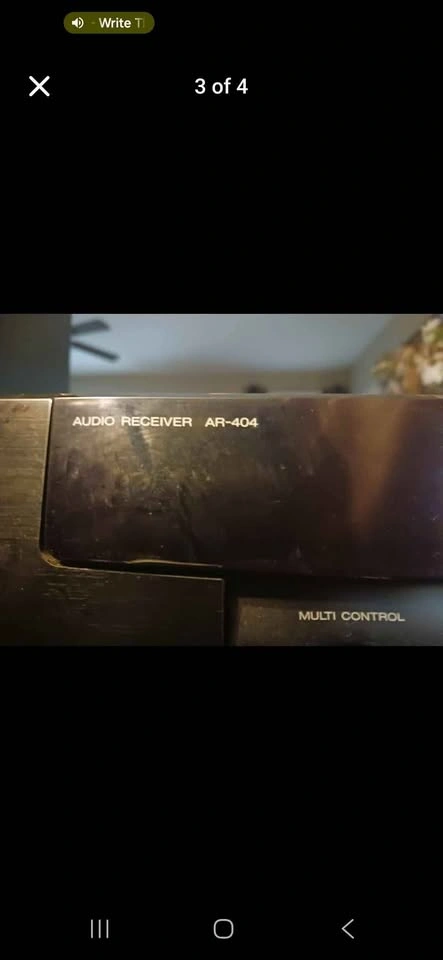 Write
3 of 4
AUDIO RECEIVER AR-404
MULTI CONTROL